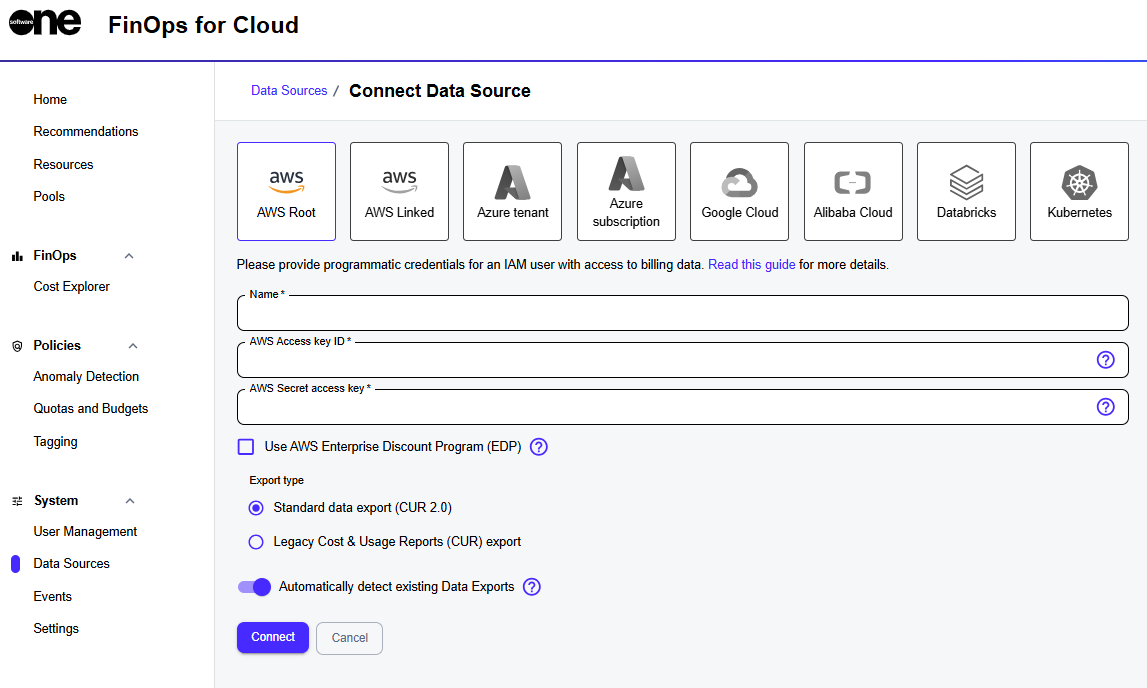 software one FinOps for Cloud
Home
Recommendations
Resources
Pools
FinOps
Cost Explorer
Policies
Anomaly Detection
Quotas and Budgets
Tagging
System
User Management
Data Sources
Events
Settings
Data Sources / Connect Data Source
aws
AWS Root
aws
AWS Linked
Azure tenant
Azure
subscription
Google Cloud
Alibaba Cloud
Databricks
Kubernetes
Please provide programmatic credentials for an IAM user with access to billing data. Read this guide for more details.
Name *
AWS Access key ID *
?
AWS Secret access key *
?
Use AWS Enterprise Discount Program (EDP) ?
Export type
Standard data export (CUR 2.0)
Legacy Cost & Usage Reports (CUR) export
Automatically detect existing Data Exports ?
Connect Cancel